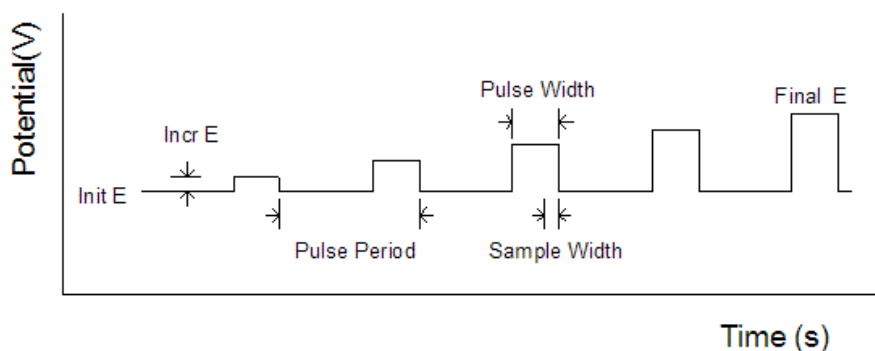 Potential(V)
Pulse Width
Final E
Incr E
Init E
Pulse Period
Sample Width
Time (s)